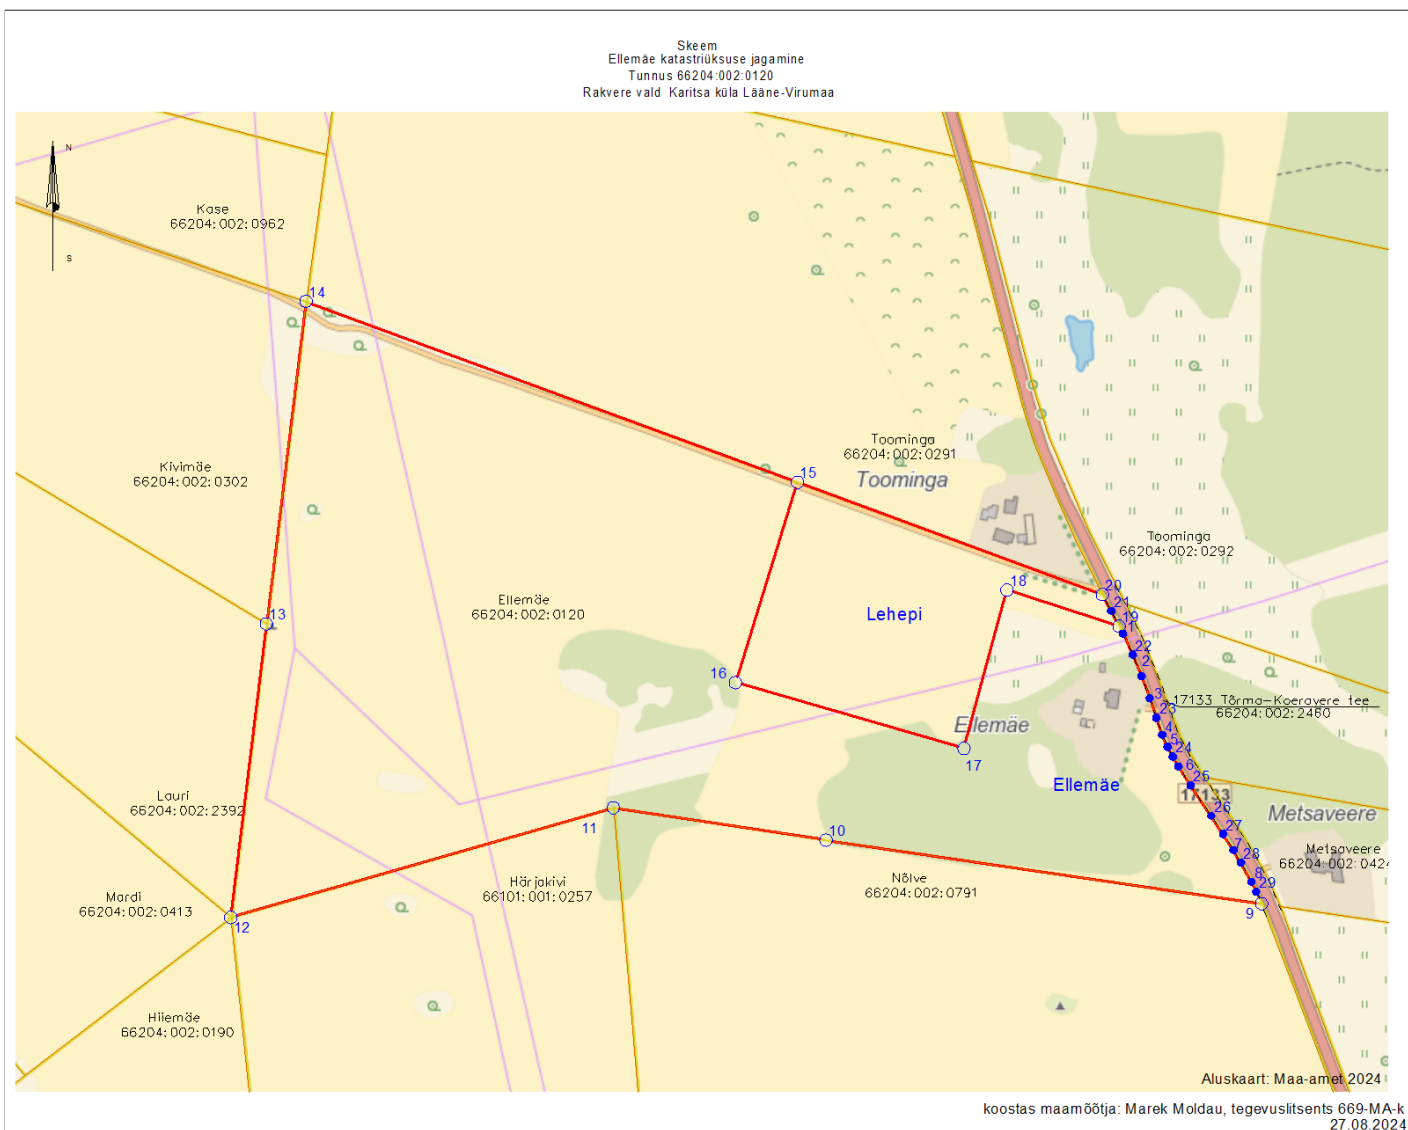 Skeem
Ellemäe katastriüksuse jagamine
Tunnus 66204:002:0120
Rakvere vald Karitsa küla Lääne-Virumaa
N
S
Kase
66204:002:0962
14
Toominga
66204:002:0291
Toominga
15
Kivimäe
66204:002:0302
Toominga
66204:002:0292
18
20
21
19
1
22
2
Ellemäe
66204:002:0120
Lehepi
13
16
3
17133 Tõrma-Koeravere tee
66204:002:2460
23
4
5
24
6
25
Ellemäe
17
Ellemäe
17133
26
27
7
28
8
29
9
Metsaveere
Metsaveere
66204:002:0424
Lauri
66204:002:2392
11
10
Nõlve
66204:002:0791
Härjakivi
66101:001:0257
Mardi
66204:002:0413
12
Hiiemäe
66204:002:0190
Aluskaart: Maa-amet 2024
koostas maamõõtja: Marek Moldau, tegevuslitsents 669-MA-k
27.08.2024